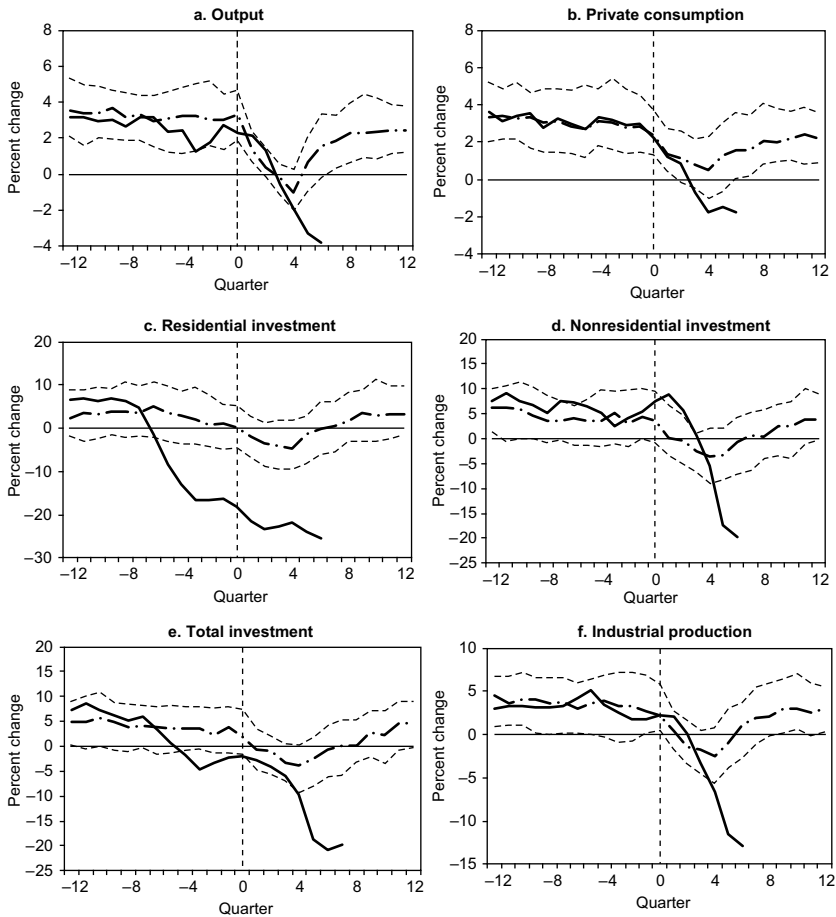 a. Output
Percent change
8
6
4
2
0
−2
−4
−12 −8 −4 0 4 8 12
Quarter
b. Private consumption
Percent change
8
6
4
2
0
−2
−4
−12 −8 −4 0 4 8 12
Quarter
c. Residential investment
Percent change
20
10
0
−10
−20
−30
−12 −8 −4 0 4 8 12
Quarter
d. Nonresidential investment
Percent change
20
15
10
5
0
−5
−10
−15
−20
−25
−12 −8 −4 0 4 8 12
Quarter
e. Total investment
Percent change
20
15
10
5
0
−5
−10
−15
−20
−25
−12 −8 −4 0 4 8 12
Quarter
f. Industrial production
Percent change
10
5
0
−5
−10
−15
−12 −8 −4 0 4 8 12
Quarter